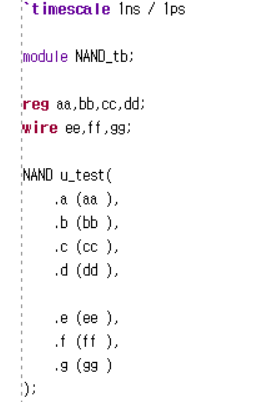 `timescale 1ns / 1ps
module NAND_tb;
reg aa,bb,cc,dd;
wire ee,ff,gg;
NAND u_test(
.a (aa ),
.b (bb ),
.c (cc ),
.d (dd ),
.e (ee ),
.f (ff ),
.g (gg )
);